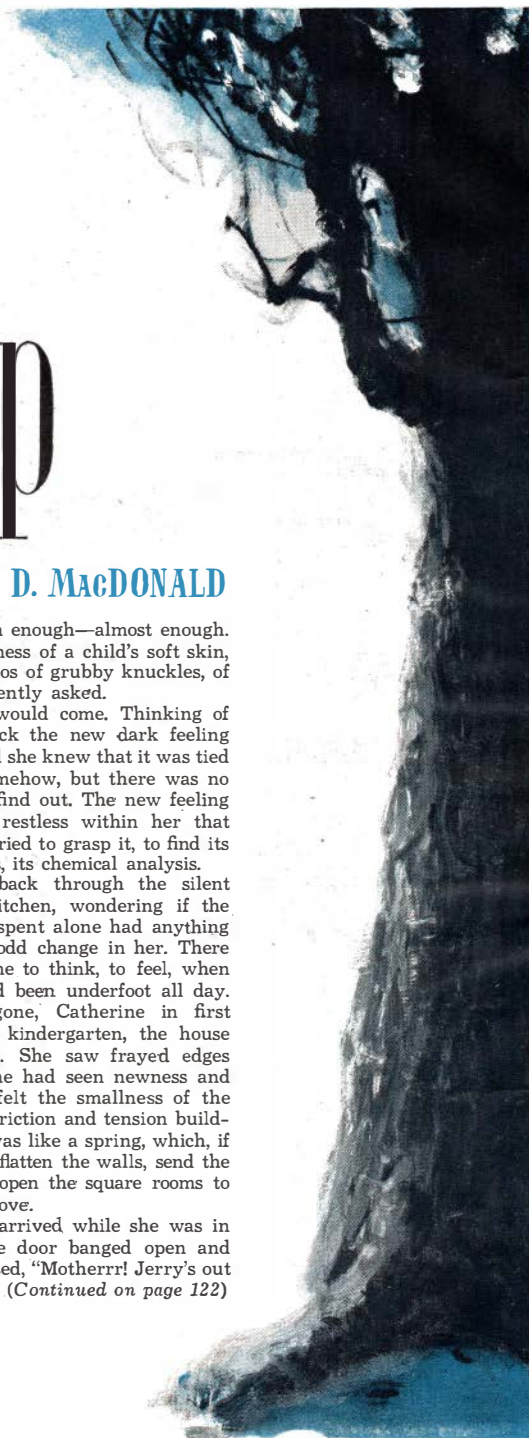 p
D. MacDONALD
enough—almost enough.
ness of a child's soft skin,
os of grubby knuckles, of
ently asked.
would come. Thinking of
ck the new dark feeling
she knew that it was tied
mehow, but there was no
find out. The new feeling
restless within her that
ried to grasp it, to find its
, its chemical analysis.
back through the silent
itchen, wondering if the
spent alone had anything
odd change in her. There
ne to think, to feel, when
d been underfoot all day.
gone, Catherine in first
kindergarten, the house
. She saw frayed edges
he had seen newness and
felt the smallness of the
riction and tension build-
was like a spring, which, if
flatten the walls, send the
open the square rooms to
ove.
arrived while she was in
e door banged open and
ed, “Motherrr! Jerry's out
(Continued on page 122)